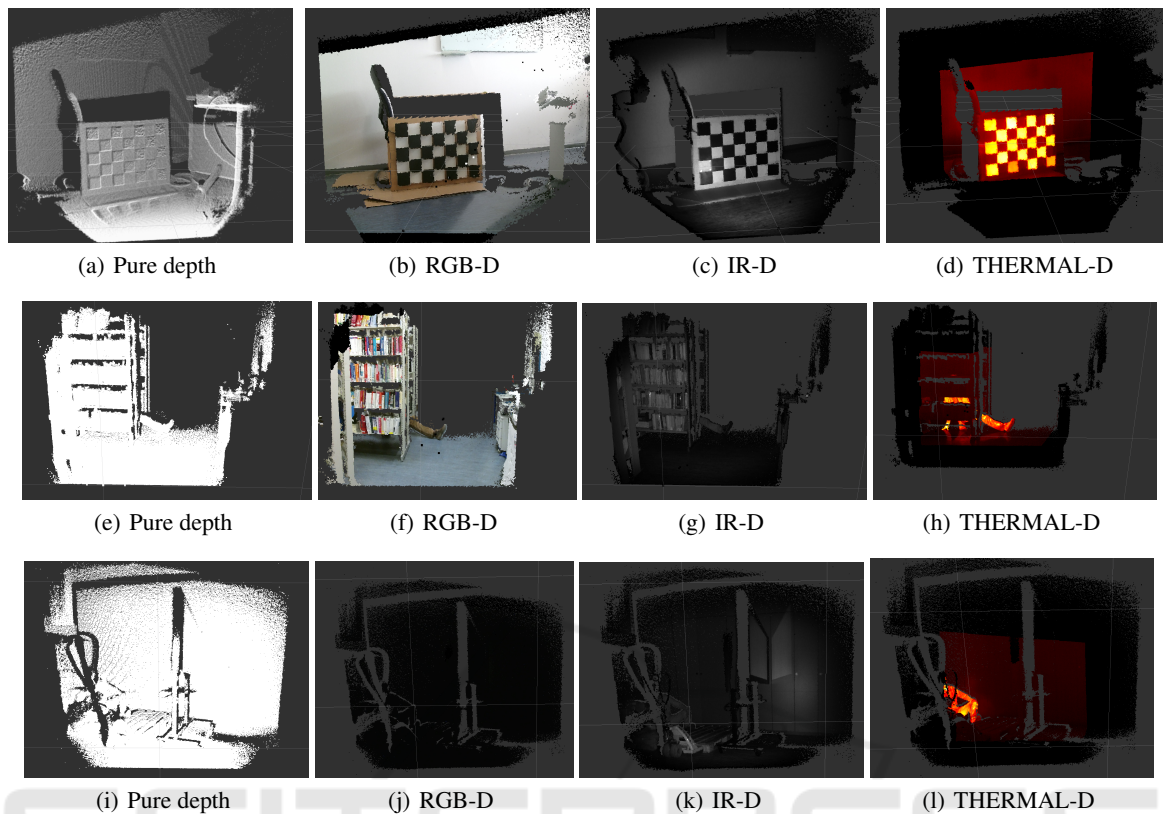 (a) Pure depth
(b) RGB-D
(c) IR-D
(d) THERMAL-D
(e) Pure depth
(f) RGB-D
(g) IR-D
(h) THERMAL-D
(i) Pure depth
(j) RGB-D
(k) IR-D
(l) THERMAL-D